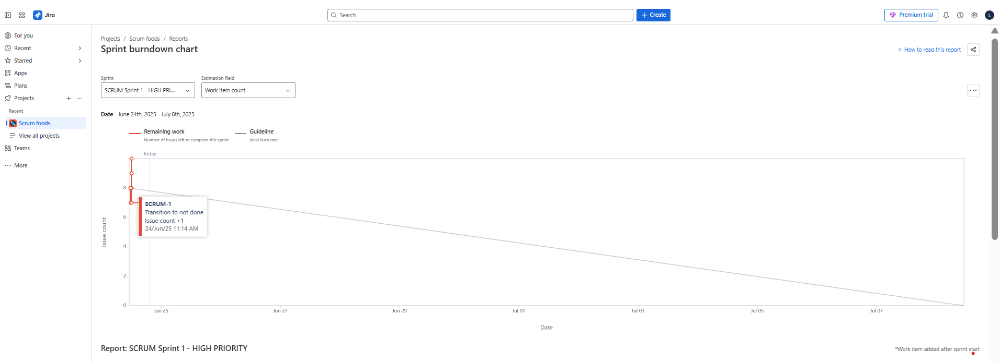 Jira
Search
Create
Premium trial
L
For you
Recent
Starred
Apps
Plans
Projects
Recent
Scrum foods
View all projects
Teams
More
Projects / Scrum foods / Reports
Sprint burndown chart
How to read this report
Sprint
SCRUM Sprint 1 - HIGH PRI...
Estimation field
Work item count
Date - June 24th, 2025 - July 8th, 2025
Remaining work
Number of issues left to complete this sprint
Guideline
Ideal burn rate
Today
8
6
4
2
0
Issue count
SCRUM-1
Transition to not done
Issue count +1
24/Jun/25 11:14 AM
Jun 25
Jun 27
Jun 29
Jul 01
Jul 03
Jul 05
Jul 07
Date
Report: SCRUM Sprint 1 - HIGH PRIORITY
*Work item added after sprint start